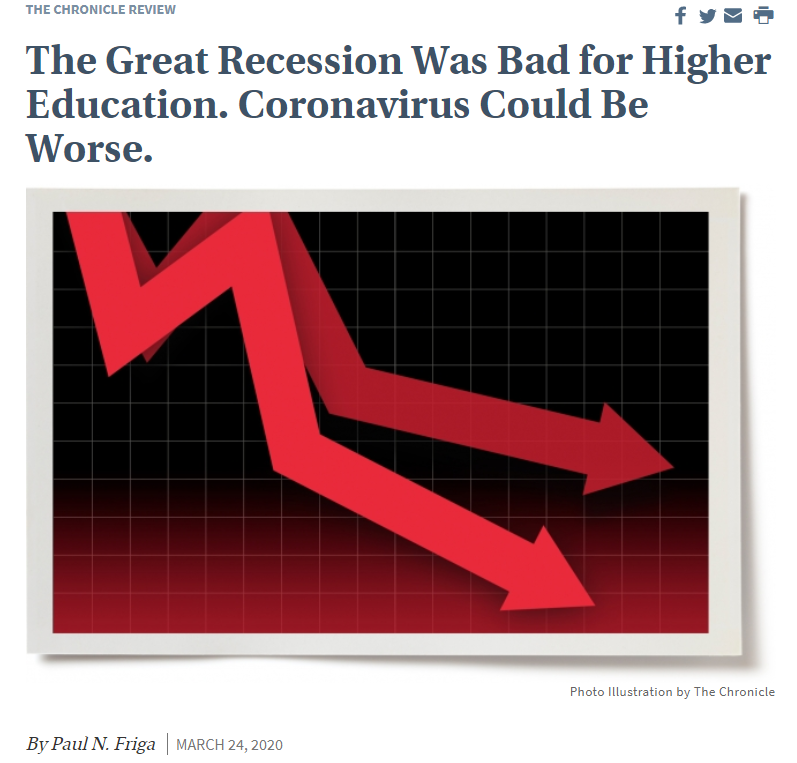 THE CHRONICLE REVIEW
The Great Recession Was Bad for Higher
Education. Coronavirus Could Be
Worse.
Photo Illustration by The Chronicle
By Paul N. Friga | MARCH 24, 2020